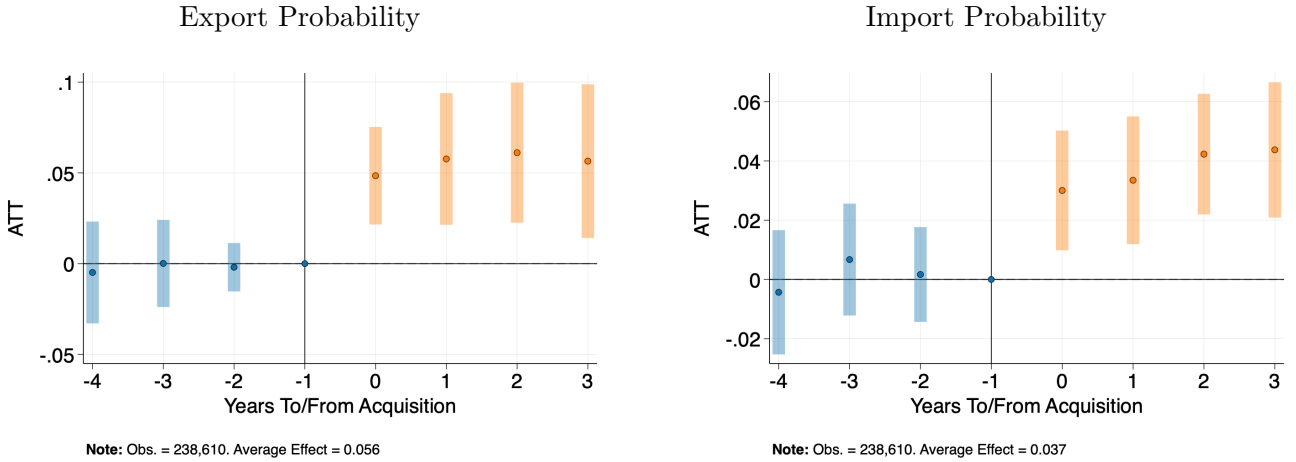 Export Probability
.1
.05
0
-.05
ATT
-4 -3 -2 -1 0 1 2 3
Years To/From Acquisition
Note: Obs. = 238,610. Average Effect = 0.056
Import Probability
.06
.04
.02
0
-.02
ATT
-4 -3 -2 -1 0 1 2 3
Years To/From Acquisition
Note: Obs. = 238,610. Average Effect = 0.037